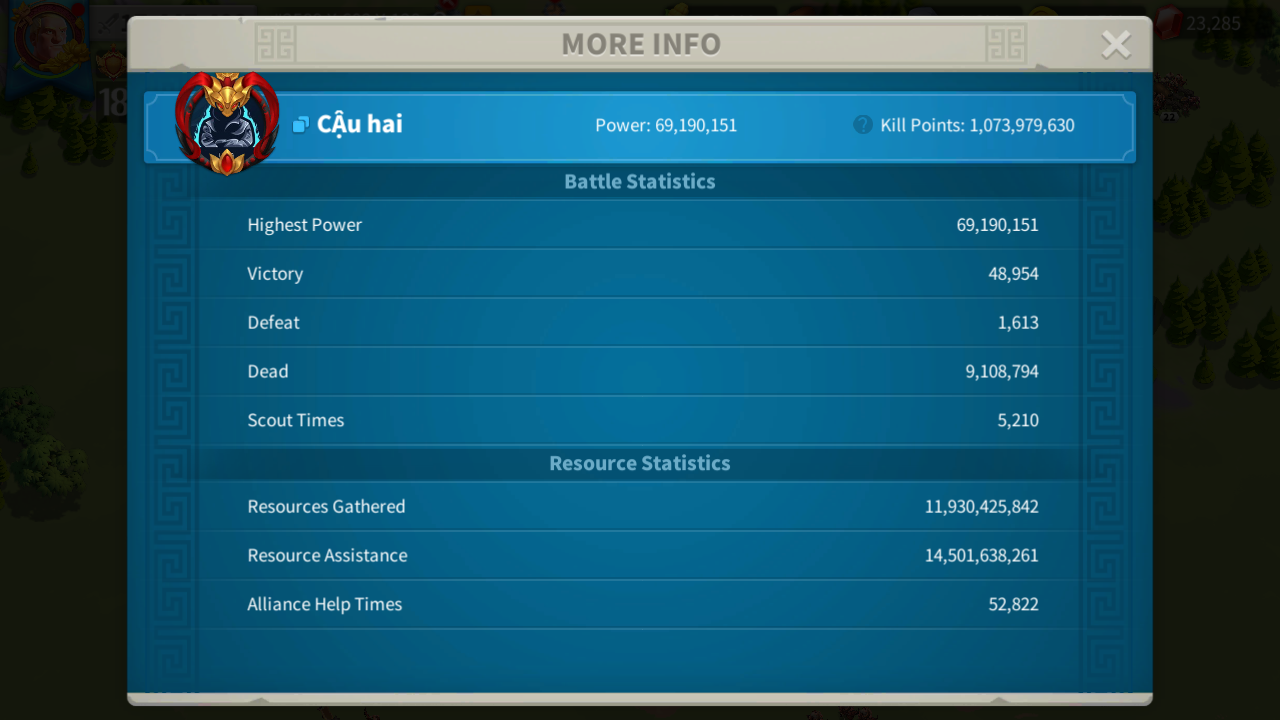 MORE INFO
23,285
18
CẬu hai
Power: 69,190,151
? Kill Points: 1,073,979,630
22
Battle Statistics
Highest Power 69,190,151
Victory 48,954
Defeat 1,613
Dead 9,108,794
Scout Times 5,210
Resource Statistics
Resources Gathered 11,930,425,842
Resource Assistance 14,501,638,261
Alliance Help Times 52,822